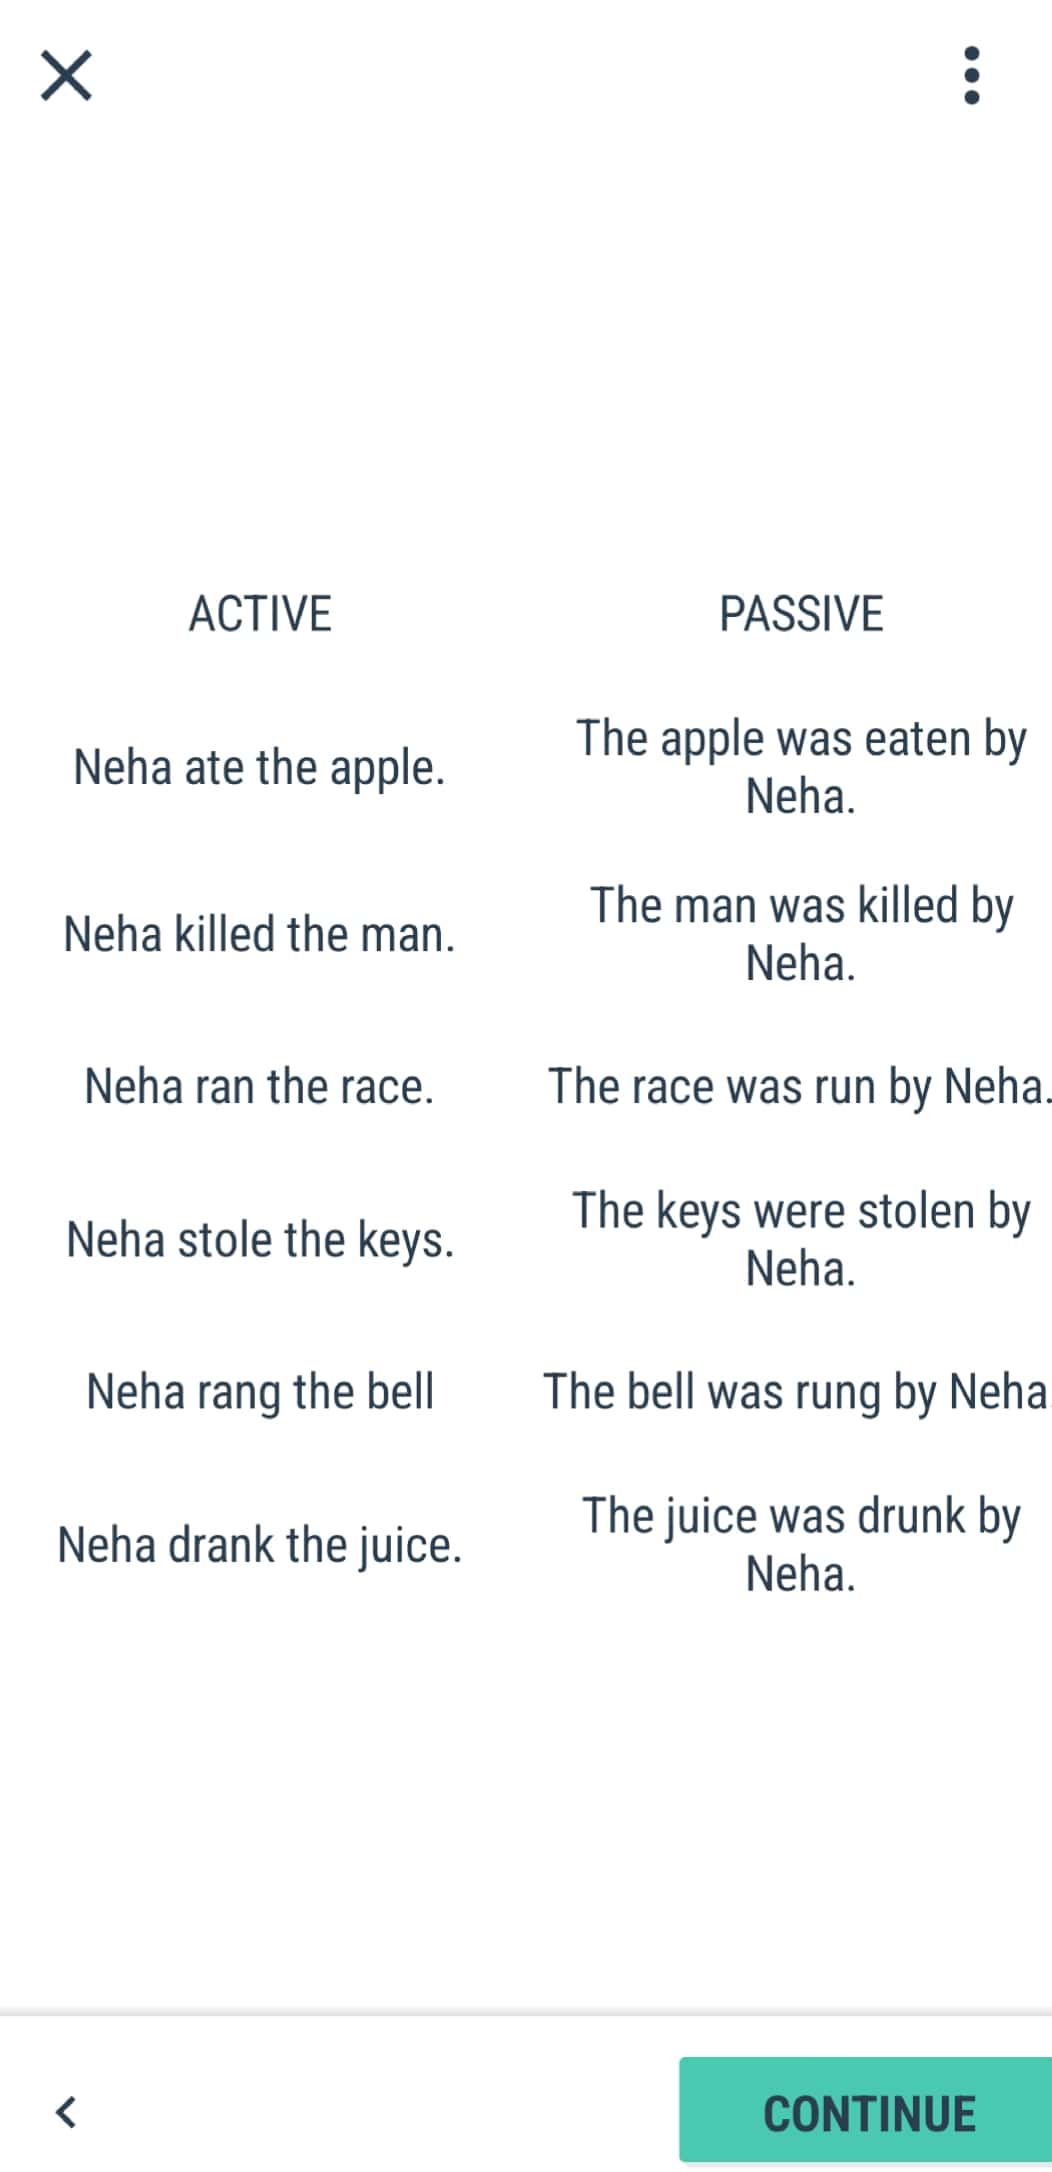 ACTIVE PASSIVE
Neha ate the apple. The apple was eaten by
Neha.
Neha killed the man. The man was killed by
Neha.
Neha ran the race. The race was run by Neha.
Neha stole the keys. The keys were stolen by
Neha.
Neha rang the bell The bell was rung by Neha.
Neha drank the juice. The juice was drunk by
Neha.
CONTINUE